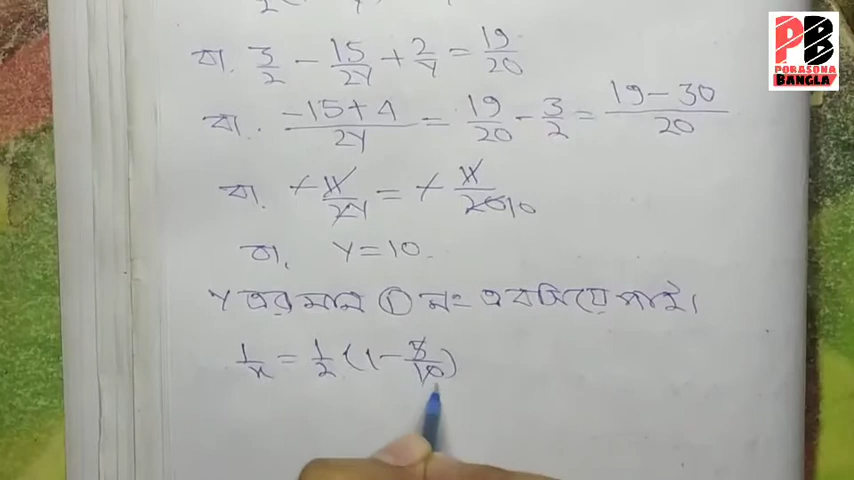 PB
PORASONA
BANGLA
বা, 3/2 - 15/2y + 2/y = 19/20
বা, (-15+4)/2y = 19/20 - 3/2 = (19-30)/20
বা, -11/2y = -11/20 10
বা, y = 10.
y এর মান ① নং এ বসিয়ে পাই।
1/x = 1/2 (1 - 5/10)